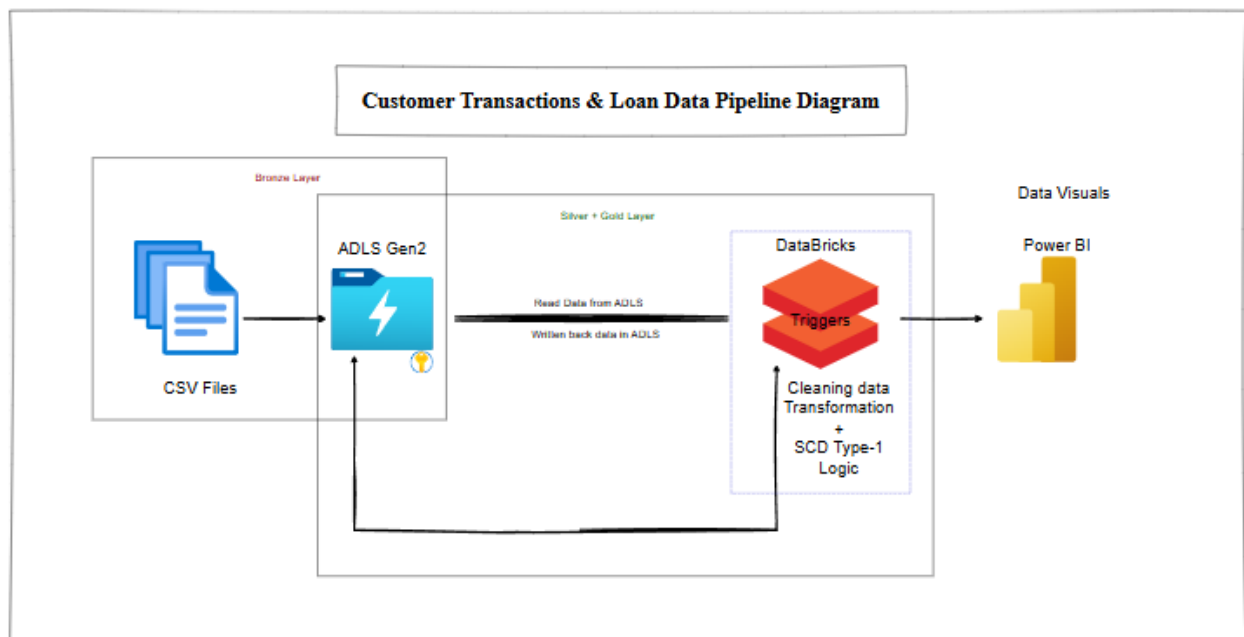 Customer Transactions & Loan Data Pipeline Diagram
Bronze Layer
Silver + Gold Layer
Data Visuals
ADLS Gen2
DataBricks
Power BI
Read Data from ADLS
Triggers
Written back data in ADLS
CSV Files
Cleaning data
Transformation
+
SCD Type-1
Logic